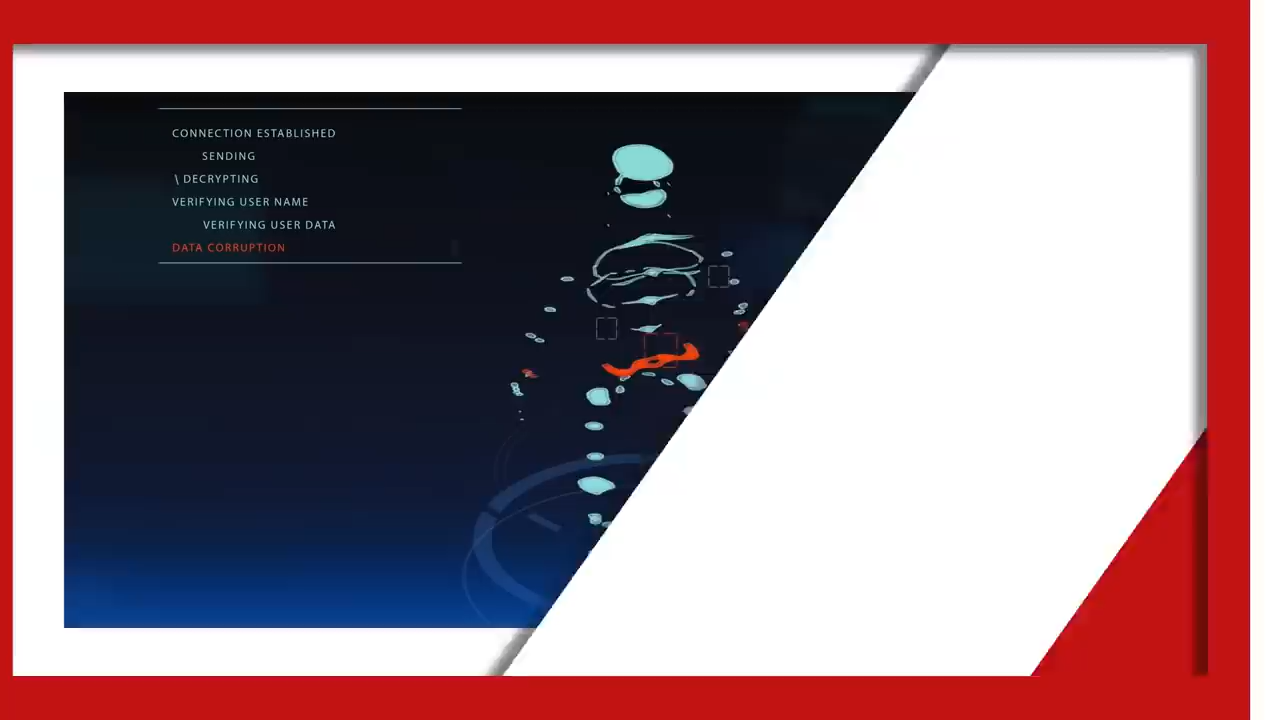 CONNECTION ESTABLISHED
SENDING
\ DECRYPTING
VERIFYING USER NAME
VERIFYING USER DATA
DATA CORRUPTION